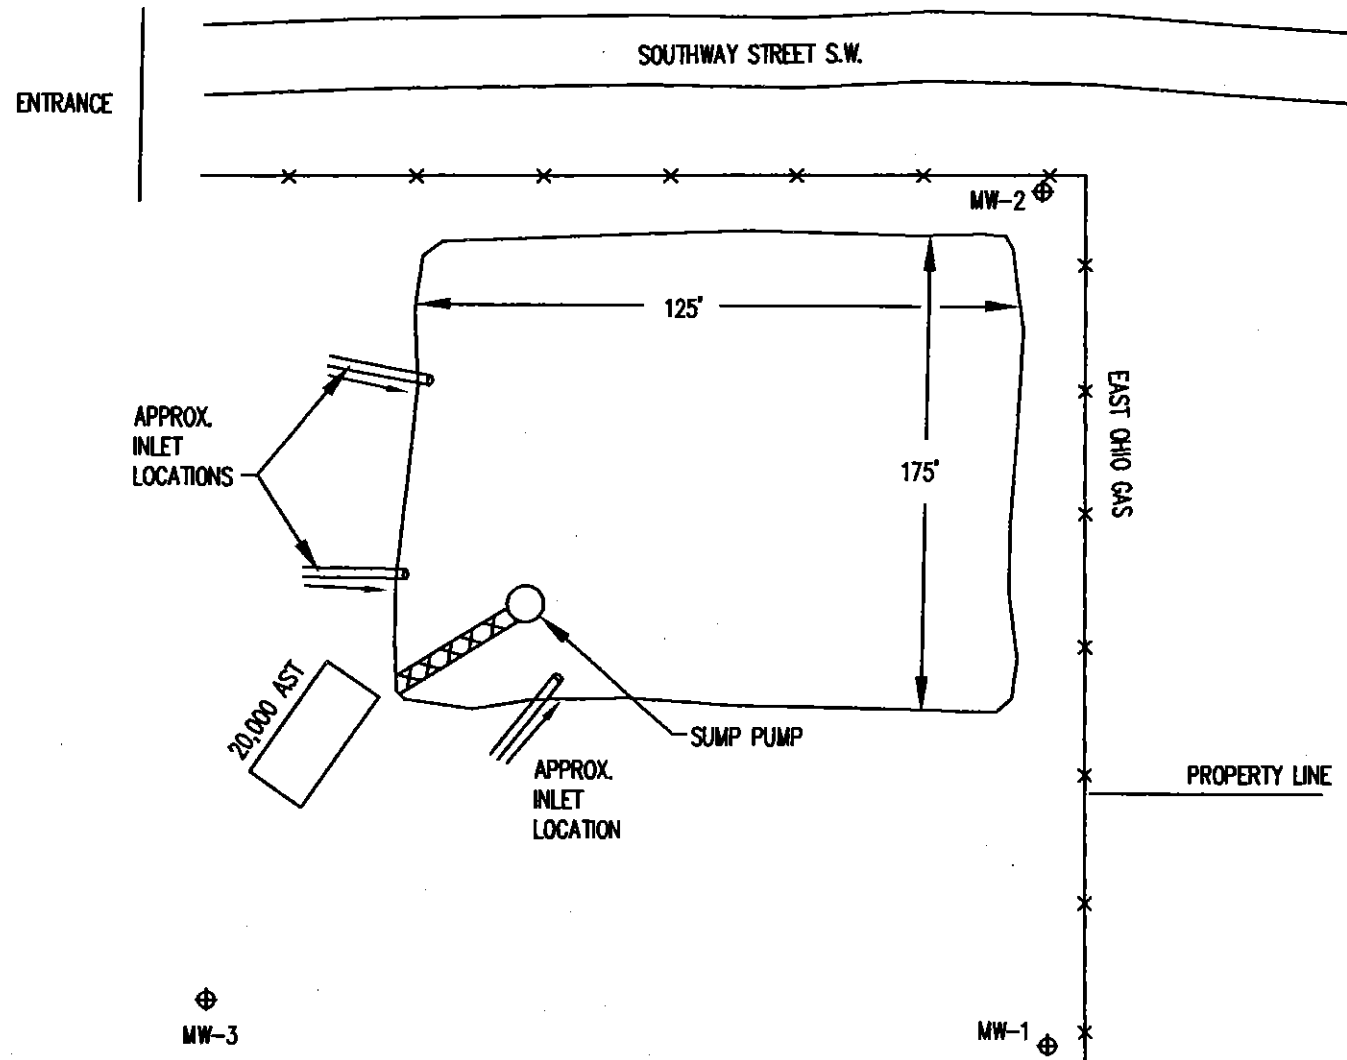 SOUTHWAY STREET S.W.
ENTRANCE
MW-2
125'
EAST OHIO GAS
APPROX.
INLET
LOCATIONS
175'
20,000 AST
SUMP PUMP
APPROX.
INLET
LOCATION
PROPERTY LINE
MW-3
MW-1